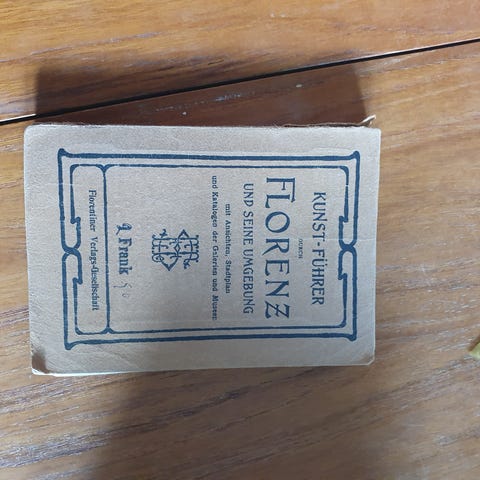 KUNST-FÜHRER
DURCH
FLORENZ
UND SEINE UMGEBUNG
mit Ansichten, Stadtplan
und Katalogen der Galerien und Museen
Frank
Florentiner Verlags-Gesellschaft